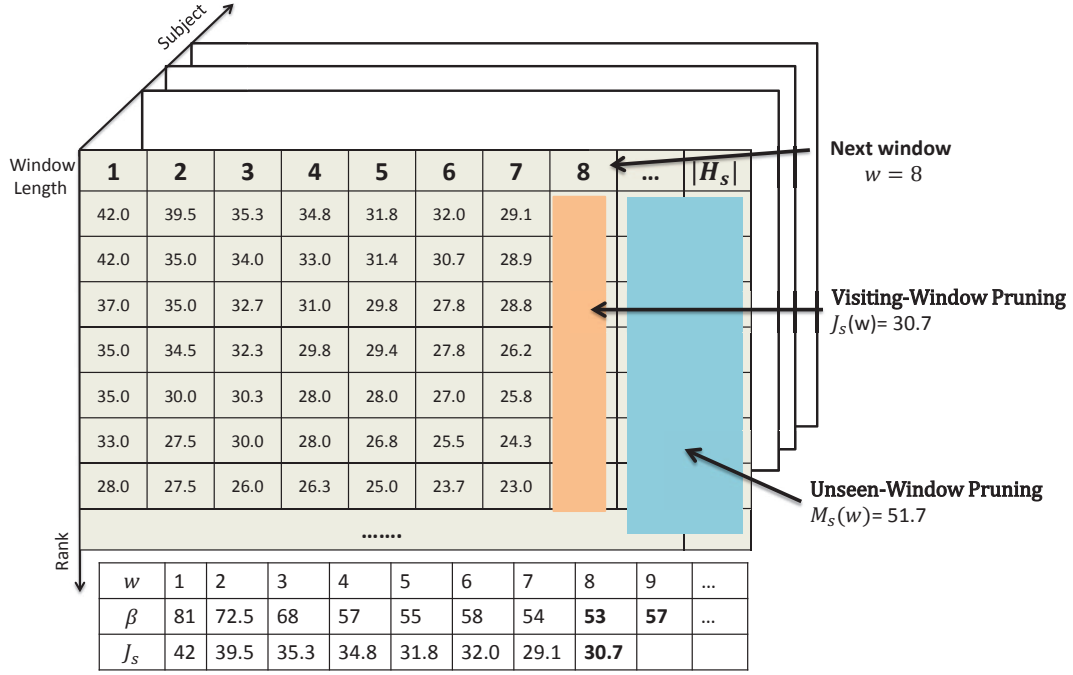 Subject
Window
Length
1 2 3 4 5 6 7 8 ... |Hₛ|
Next window
w = 8
42.0 39.5 35.3 34.8 31.8 32.0 29.1
42.0 35.0 34.0 33.0 31.4 30.7 28.9
37.0 35.0 32.7 31.0 29.8 27.8 28.8
Visiting-Window Pruning
Jₛ(w)= 30.7
35.0 34.5 32.3 29.8 29.4 27.8 26.2
35.0 30.0 30.3 28.0 28.0 27.0 25.8
33.0 27.5 30.0 28.0 26.8 25.5 24.3
28.0 27.5 26.0 26.3 25.0 23.7 23.0
Unseen-Window Pruning
Mₛ(w)= 51.7
.......
Rank
w 1 2 3 4 5 6 7 8 9 ...
β 81 72.5 68 57 55 58 54 53 57 ...
Jₛ 42 39.5 35.3 34.8 31.8 32.0 29.1 30.7